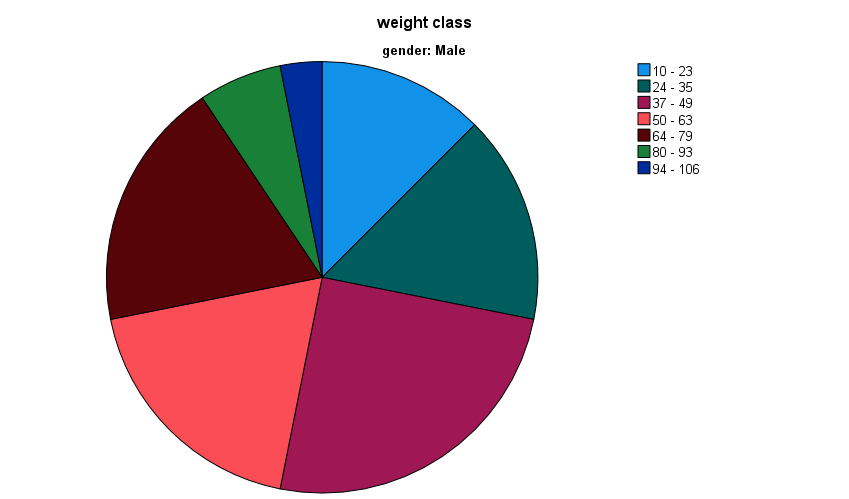 weight class
gender: Male
10 - 23
24 - 35
37 - 49
50 - 63
64 - 79
80 - 93
94 - 106